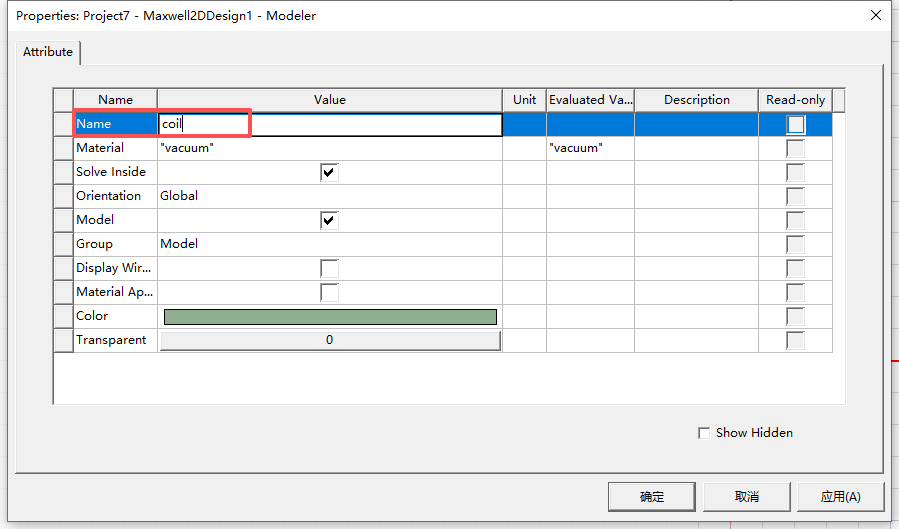 Properties: Project7 - Maxwell2DDesign1 - Modeler
Attribute
Name Value Unit Evaluated Va... Description Read-only
Name coil
Material "vacuum" "vacuum"
Solve Inside
Orientation Global
Model
Group Model
Display Wir...
Material Ap...
Color
Transparent 0
Show Hidden
确定 取消 应用(A)